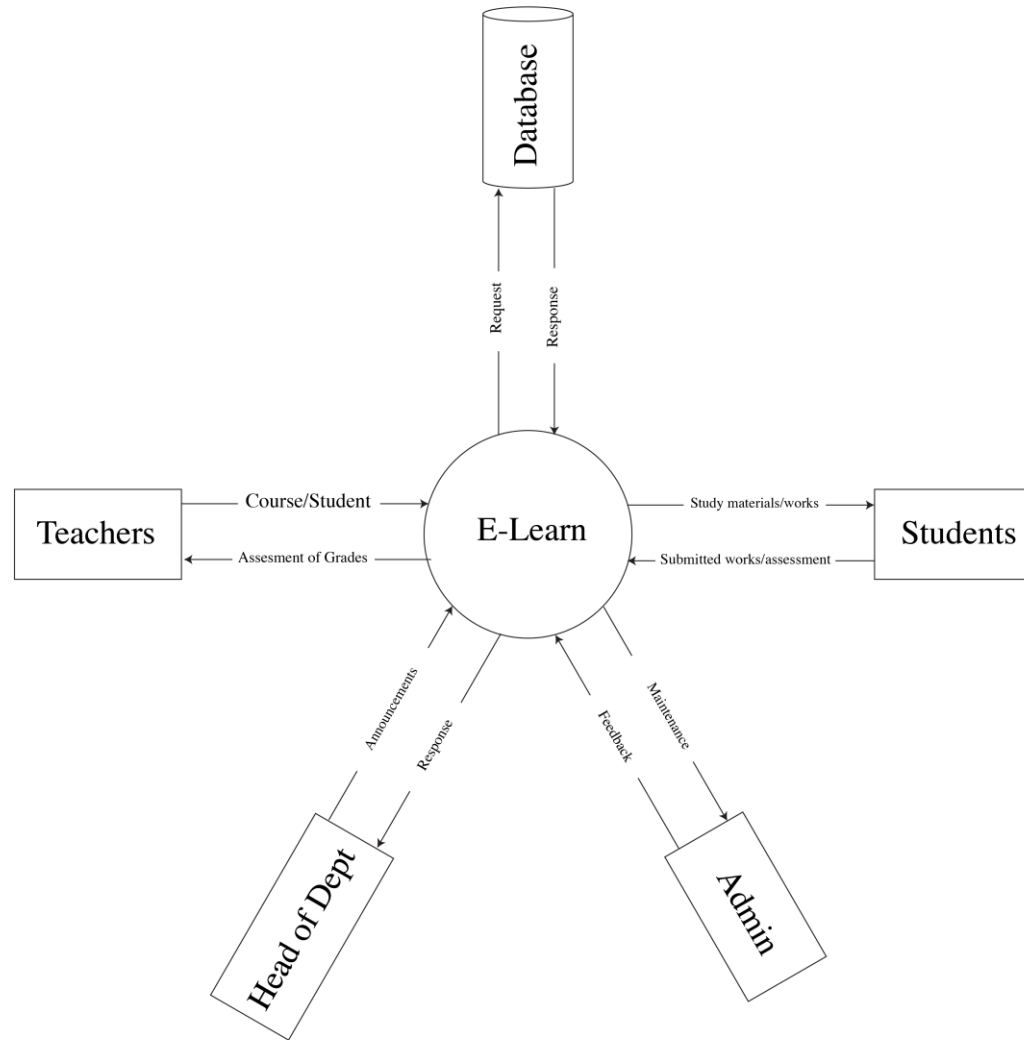 Database
Request
Response
Course/Student
Study materials/works
Teachers
E-Learn
Students
Assesment of Grades
Submitted works/assessment
Announcements
Response
Feedback
Maintenance
Head of Dept
Admin